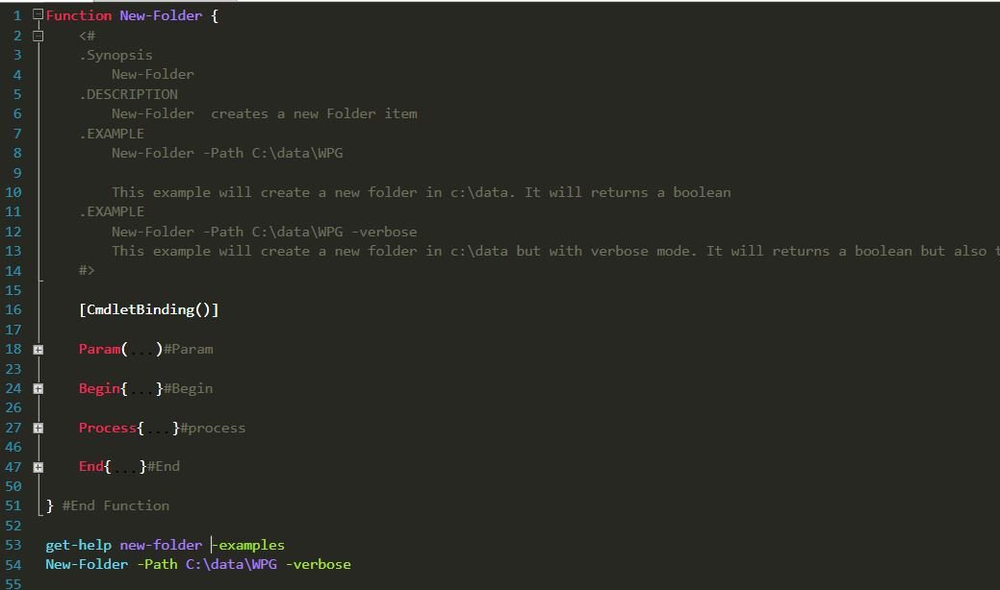 1 Function New-Folder {
2 <#
3 .Synopsis
4 New-Folder
5 .DESCRIPTION
6 New-Folder  creates a new Folder item
7 .EXAMPLE
8 New-Folder -Path C:\data\WPG
9
10 This example will create a new folder in c:\data. It will returns a boolean
11 .EXAMPLE
12 New-Folder -Path C:\data\WPG -verbose
13 This example will create a new folder in c:\data but with verbose mode. It will returns a boolean but also
14 #>
15
16 [CmdletBinding()]
17
18 Param(...)#Param
23
24 Begin{...}#Begin
26
27 Process{...}#process
46
47 End{...}#End
50
51 } #End Function
52
53 get-help new-folder -examples
54 New-Folder -Path C:\data\WPG -verbose
55